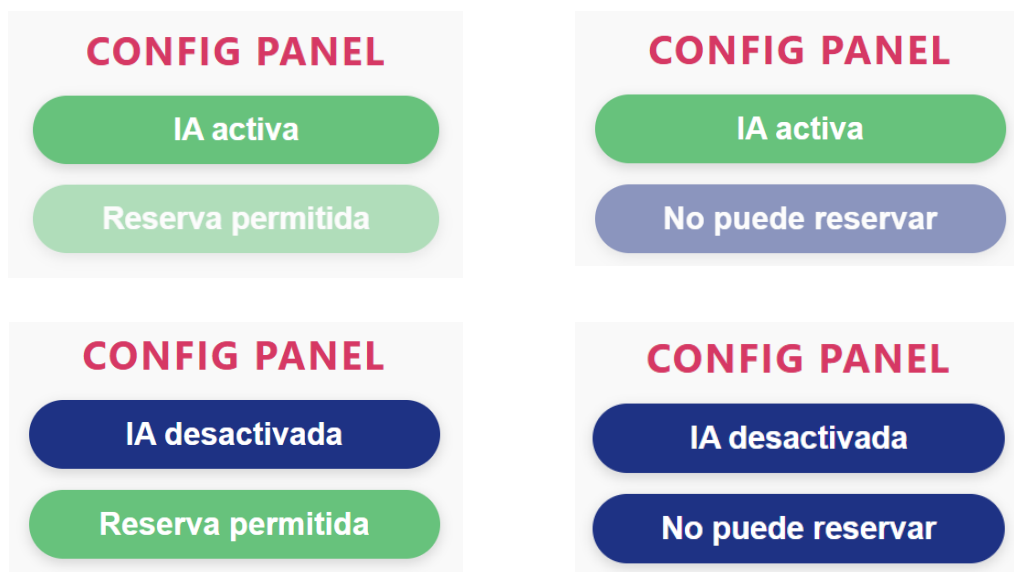 CONFIG PANEL
IA activa
Reserva permitida
CONFIG PANEL
IA activa
No puede reservar
CONFIG PANEL
IA desactivada
Reserva permitida
CONFIG PANEL
IA desactivada
No puede reservar